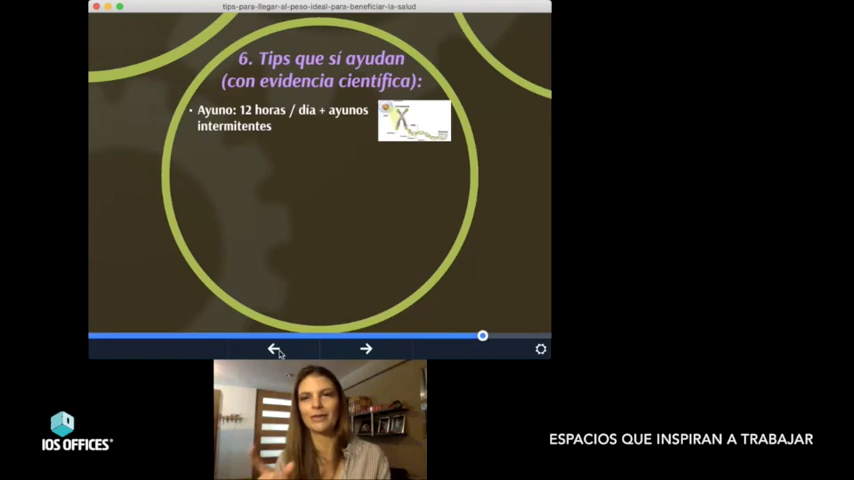 tips-para-llegar-al-peso-ideal-para-beneficiar-la-salud
6. Tips que sí ayudan
(con evidencia científica):
• Ayuno: 12 horas / día + ayunos
intermitentes
IOS OFFICES®
ESPACIOS QUE INSPIRAN A TRABAJAR